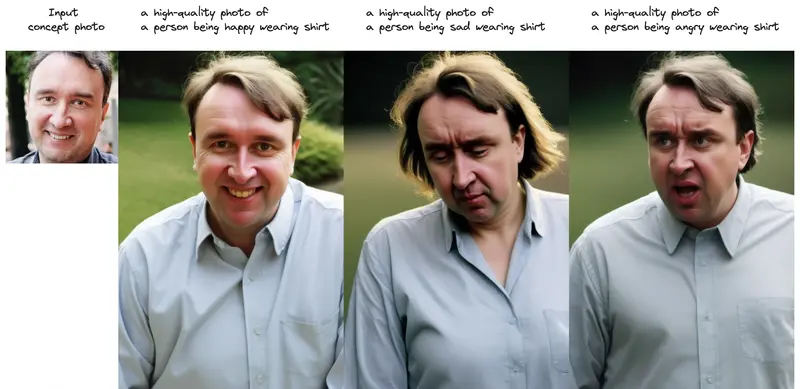 Input
concept photo
a high-quality photo of
a person being happy wearing shirt
a high-quality photo of
a person being sad wearing shirt
a high-quality photo of
a person being angry wearing shirt